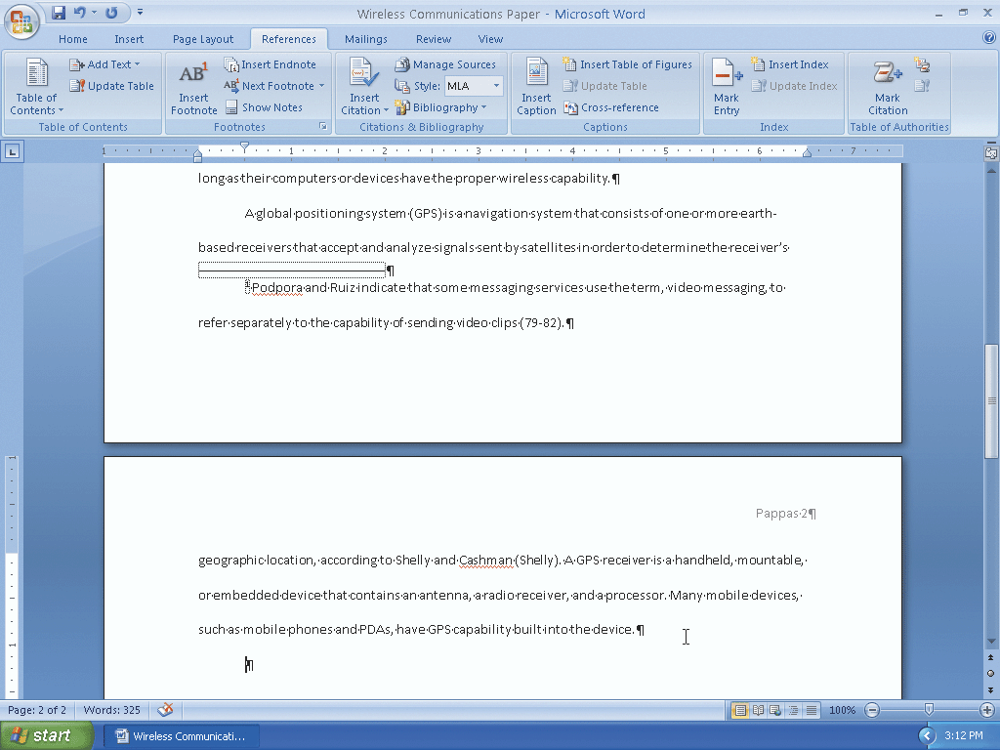 Wireless Communications Paper - Microsoft Word
Home Insert Page Layout References Mailings Review View
Table of Contents
Add Text
Update Table
Table of Contents
AB1
Insert Footnote
Insert Endnote
AB1 Next Footnote
Show Notes
Footnotes
Insert Citation
Manage Sources
Style: MLA
Bibliography
Citations & Bibliography
Insert Caption
Insert Table of Figures
Update Table
Cross-reference
Captions
Mark Entry
Insert Index
Update Index
Index
Mark Citation
Table of Authorities
L
1 1 2 3 4 5 6 7
long·as·their·computers·or·devices·have·the·proper·wireless·capability.¶
A·global·positioning·system·(GPS)·is·a·navigation·system·that·consists·of·one·or·more·earth-
based·receivers·that·accept·and·analyze·signals·sent·by·satellites·in·order·to·determine·the·receiver's·
¶
1·Podpora·and·Ruiz·indicate·that·some·messaging·services·use·the·term,·video·messaging,·to·
refer·separately·to·the·capability·of·sending·video·clips·(79-82).¶
Pappas·2¶
geographic·location,·according·to·Shelly·and·Cashman·(Shelly).·A·GPS·receiver·is·a·handheld,·mountable,·
or·embedded·device·that·contains·an·antenna,·a·radio·receiver,·and·a·processor.·Many·mobile·devices,·
such·as·mobile·phones·and·PDAs,·have·GPS·capability·built·into·the·device.¶
¶
1
1
Page: 2 of 2 Words: 325 100%
start Wireless Communicati... 3:12 PM